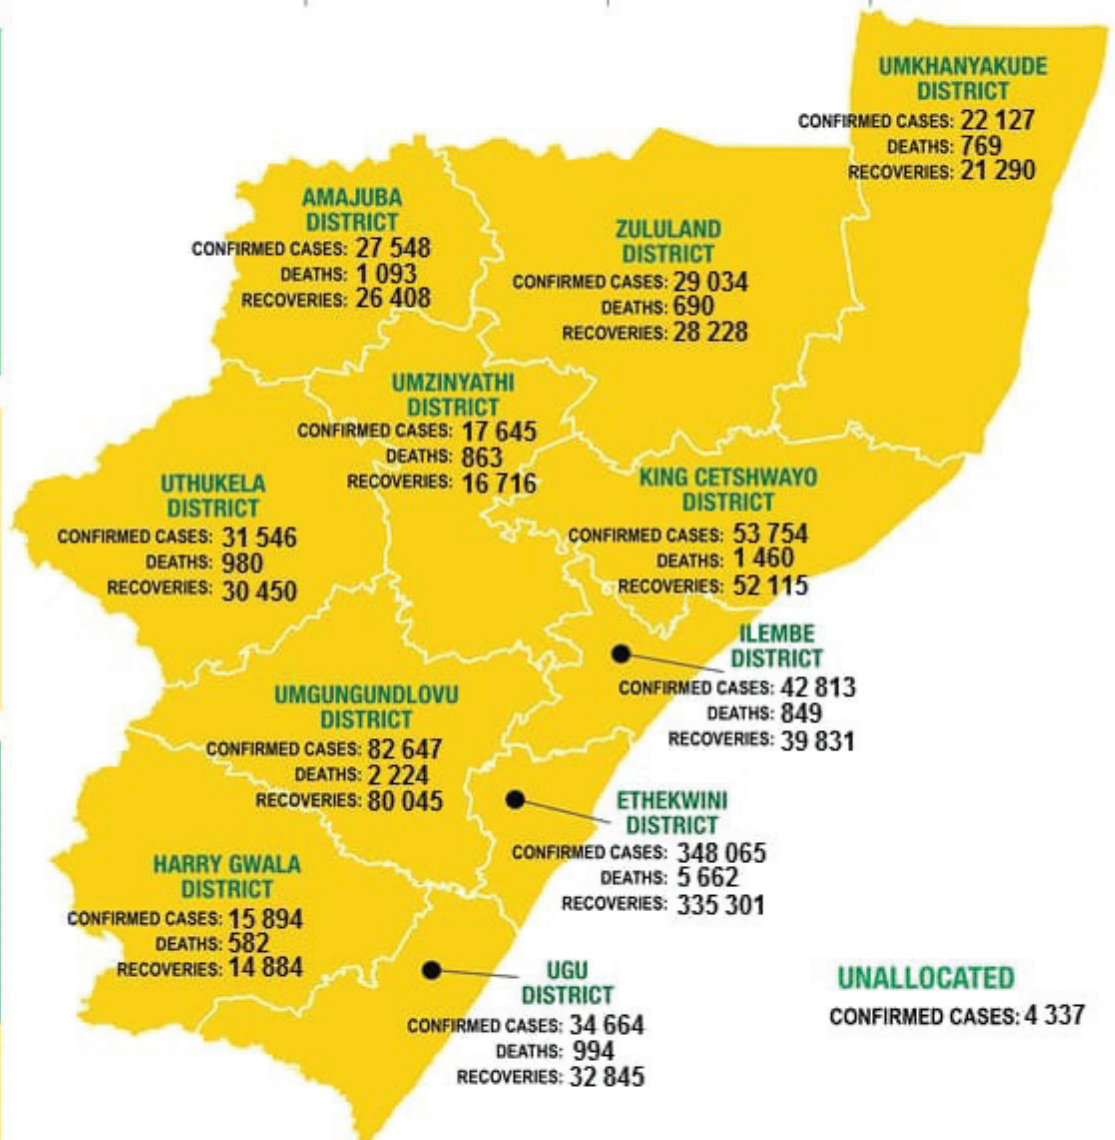 UMKHANYAKUDE
DISTRICT
CONFIRMED CASES: 22 127
DEATHS: 769
RECOVERIES: 21 290
AMAJUBA
DISTRICT
CONFIRMED CASES: 27 548
DEATHS: 1 093
RECOVERIES: 26 408
ZULULAND
DISTRICT
CONFIRMED CASES: 29 034
DEATHS: 690
RECOVERIES: 28 228
UMZINYATHI
DISTRICT
CONFIRMED CASES: 17 645
DEATHS: 863
RECOVERIES: 16 716
UTHUKELA
DISTRICT
CONFIRMED CASES: 31 546
DEATHS: 980
RECOVERIES: 30 450
KING CETSHWAYO
DISTRICT
CONFIRMED CASES: 53 754
DEATHS: 1 460
RECOVERIES: 52 115
ILEMBE
DISTRICT
CONFIRMED CASES: 42 813
DEATHS: 849
RECOVERIES: 39 831
UMGUNGUNDLOVU
DISTRICT
CONFIRMED CASES: 82 647
DEATHS: 2 224
RECOVERIES: 80 045
ETHEKWINI
DISTRICT
CONFIRMED CASES: 348 065
DEATHS: 5 662
RECOVERIES: 335 301
HARRY GWALA
DISTRICT
CONFIRMED CASES: 15 894
DEATHS: 582
RECOVERIES: 14 884
UGU
DISTRICT
CONFIRMED CASES: 34 664
DEATHS: 994
RECOVERIES: 32 845
UNALLOCATED
CONFIRMED CASES: 4 337